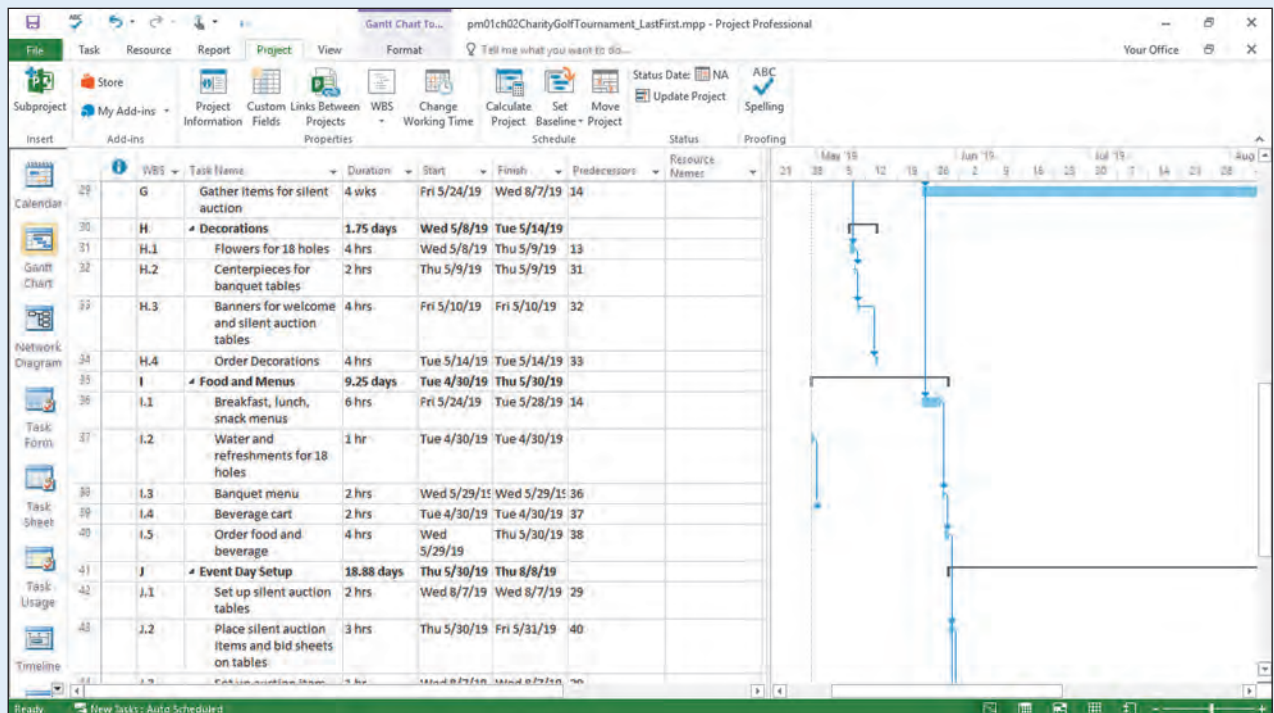 ABC
Gantt Chart To...
pm01ch02CharityGolfTournament_LastFirst.mpp - Project Professional
File Task Resource Report Project View Format Tell me what you want to do... Your Office
Subproject
Store
My Add-ins
Project Information
Custom Fields
Links Between Projects
WBS
Change Working Time
Calculate Project
Set Baseline
Move Project
Status Date: NA
Update Project
ABC
Spelling
Insert Add-ins Properties Schedule Status Proofing
WBS Task Name Duration Start Finish Predecessors Resource Names
May '19 Jun '19 Jul '19 Aug
21 28 5 12 19 26 2 9 16 23 30 7 14 21 28
29 G Gather items for silent auction 4 wks Fri 5/24/19 Wed 8/7/19 14
30 H Decorations 1.75 days Wed 5/8/19 Tue 5/14/19
31 H.1 Flowers for 18 holes 4 hrs Wed 5/8/19 Thu 5/9/19 13
32 H.2 Centerpieces for banquet tables 2 hrs Thu 5/9/19 Thu 5/9/19 31
33 H.3 Banners for welcome and silent auction tables 4 hrs Fri 5/10/19 Fri 5/10/19 32
34 H.4 Order Decorations 4 hrs Tue 5/14/19 Tue 5/14/19 33
35 I Food and Menus 9.25 days Tue 4/30/19 Thu 5/30/19
36 I.1 Breakfast, lunch, snack menus 6 hrs Fri 5/24/19 Tue 5/28/19 14
37 I.2 Water and refreshments for 18 holes 1 hr Tue 4/30/19 Tue 4/30/19
38 I.3 Banquet menu 2 hrs Wed 5/29/19 Wed 5/29/19 36
39 I.4 Beverage cart 2 hrs Tue 4/30/19 Tue 4/30/19 37
40 I.5 Order food and beverage 4 hrs Wed 5/29/19 Thu 5/30/19 38
41 J Event Day Setup 18.88 days Thu 5/30/19 Thu 8/8/19
42 J.1 Set up silent auction tables 2 hrs Wed 8/7/19 Wed 8/7/19 29
43 J.2 Place silent auction items and bid sheets on tables 3 hrs Thu 5/30/19 Fri 5/31/19 40
Calendar
Gantt Chart
Network Diagram
Task Form
Task Sheet
Task Usage
Timeline
Ready New Tasks : Auto Scheduled